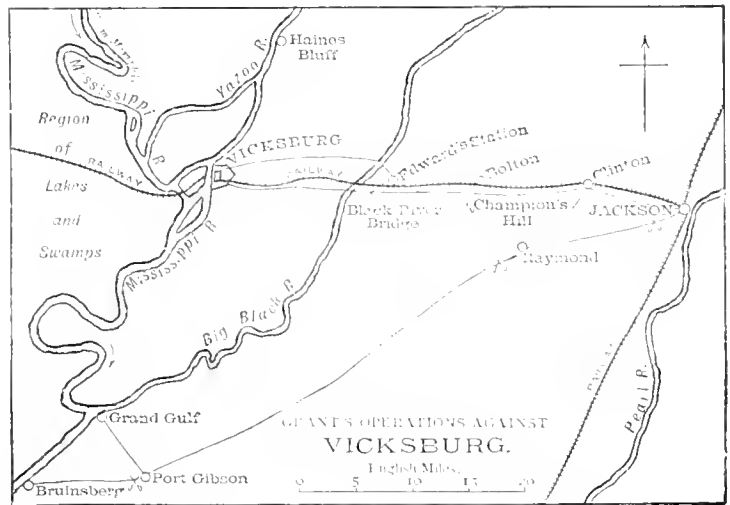 Mississippi R.
Yazoo R.
Haines
Bluff
Region
of
Lakes
and
Swamps
RAILWAY
VICKSBURG
RAILWAY
Edward's Station
Bolton
Clinton
Black River
Bridge
Champion's
Hill
JACKSON
Raymond
Mississippi R.
Big Black R.
RAILWAY
Pearl R.
Grand Gulf
Port Gibson
Bruinsberg
GRANT'S OPERATIONS AGAINST
VICKSBURG.
English Miles.
0 5 10 15 20